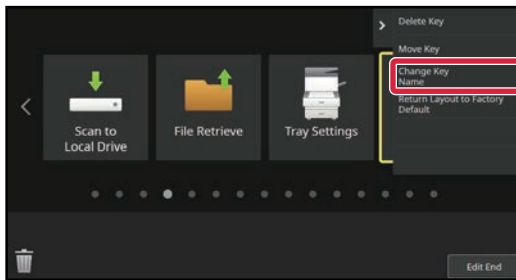 Delete Key
Move Key
Change Key
Name
Return Layout to Factory
Default
Scan to
Local Drive
File Retrieve
Tray Settings
Edit End